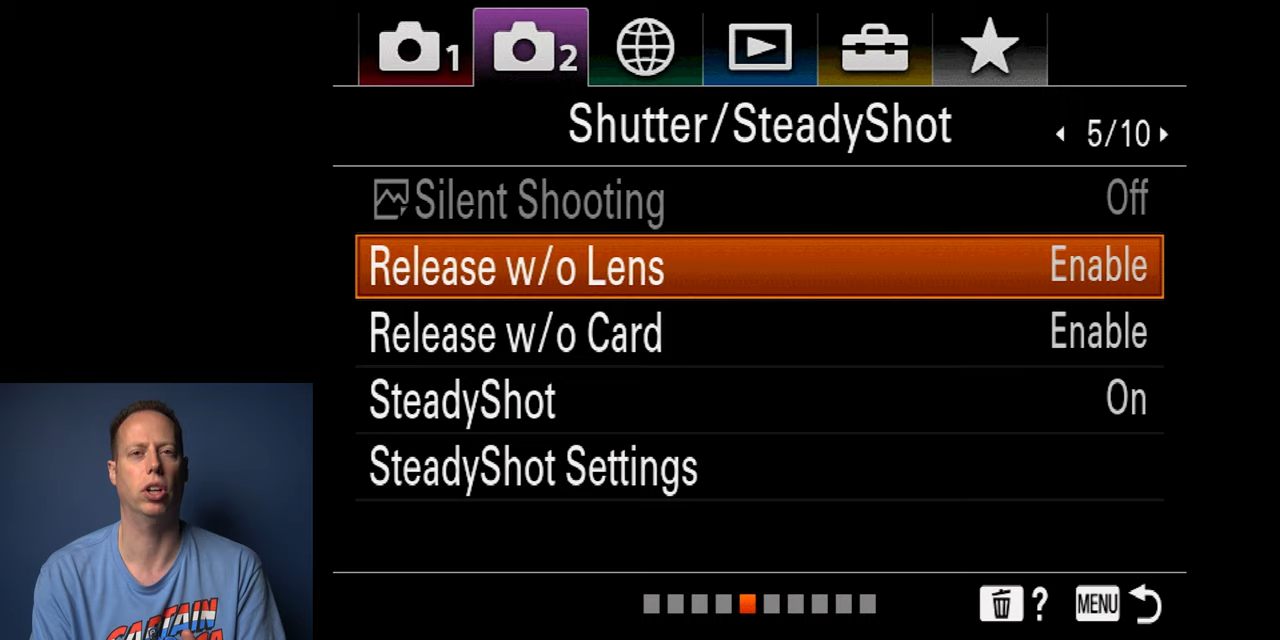 1
2
Shutter/SteadyShot
5/10
Silent Shooting Off
Release w/o Lens Enable
Release w/o Card Enable
SteadyShot On
SteadyShot Settings
? MENU
CAPTAIN